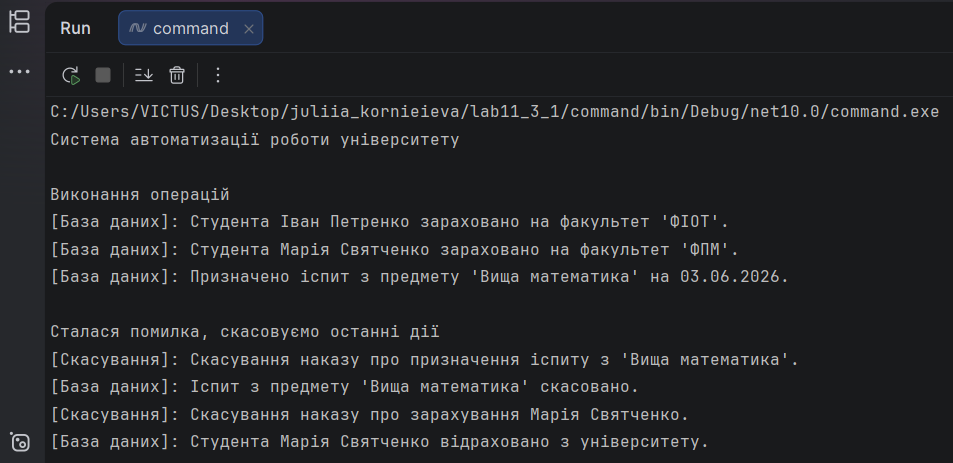 Run command
C:/Users/VICTUS/Desktop/juliia_kornieieva/lab11_3_1/command/bin/Debug/net10.0/command.exe
Система автоматизації роботи університету
Виконання операцій
[База даних]: Студента Іван Петренко зараховано на факультет 'ФІОТ'.
[База даних]: Студента Марія Святченко зараховано на факультет 'ФПМ'.
[База даних]: Призначено іспит з предмету 'Вища математика' на 03.06.2026.
Сталася помилка, скасовуємо останні дії
[Скасування]: Скасування наказу про призначення іспиту з 'Вища математика'.
[База даних]: Іспит з предмету 'Вища математика' скасовано.
[Скасування]: Скасування наказу про зарахування Марія Святченко.
[База даних]: Студента Марія Святченко відраховано з університету.